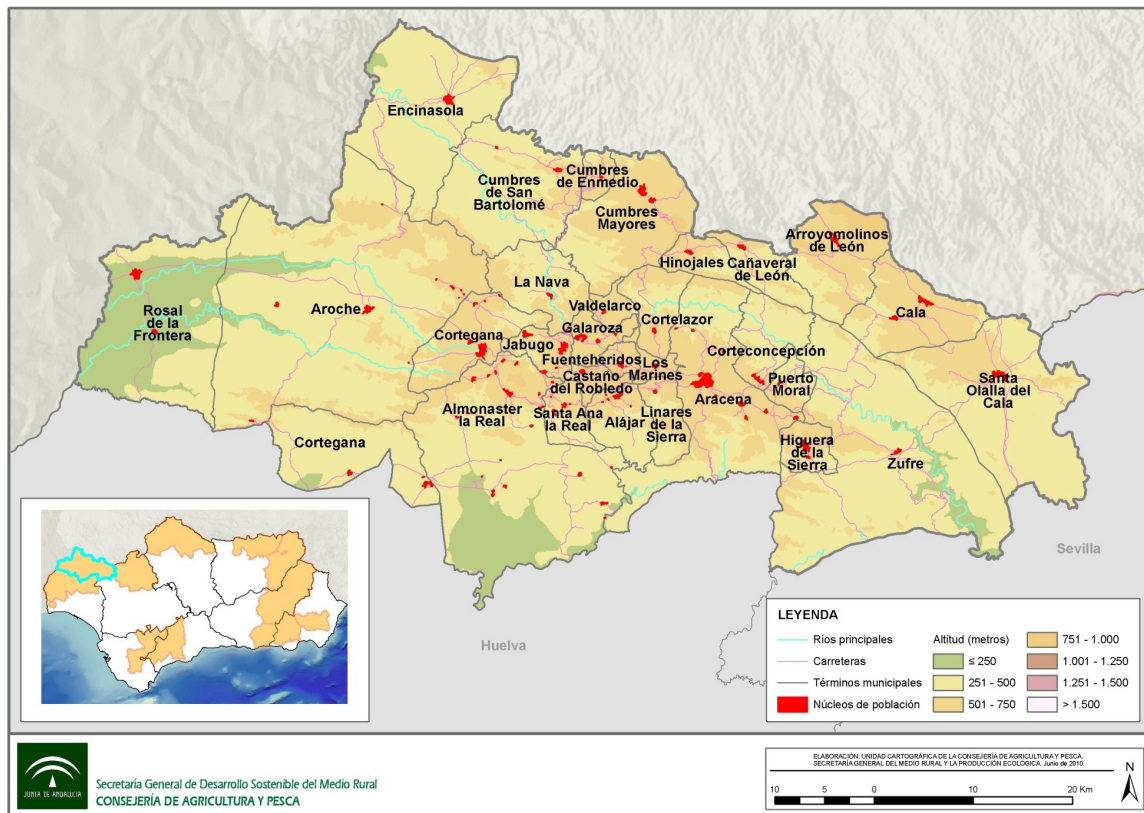 Encinasola
Cumbres
de San
Bartolomé
Cumbres
de Enmedio
Cumbres
Mayores
Arroyomolinos
de León
Hinojales
Cañaveral
de León
La Nava
Valdelarco
Cala
Rosal
de la
Frontera
Aroche
Cortegana
Jabugo
Galaroza
Cortelazor
Fuenteheridos
Los
Marines
Corteconcepción
Castaño
del Robledo
Aracena
Puerto
Moral
Santa
Olalla del
Cala
Almonaster
la Real
Santa Ana
la Real
Alájar
Linares
de la
Sierra
Cortegana
Higuera
de la
Sierra
Zufre
Sevilla
Huelva
LEYENDA
Ríos principales
Carreteras
Términos municipales
Núcleos de población
Altitud (metros)
≤ 250
251 - 500
501 - 750
751 - 1.000
1.001 - 1.250
1.251 - 1.500
> 1.500
JUNTA DE ANDALUCIA
Secretaría General de Desarrollo Sostenible del Medio Rural
CONSEJERÍA DE AGRICULTURA Y PESCA
ELABORACIÓN: UNIDAD CARTOGRÁFICA DE LA CONSEJERÍA DE AGRICULTURA Y PESCA.
SECRETARÍA GENERAL DEL MEDIO RURAL Y LA PRODUCCIÓN ECOLÓGICA. Junio de 2010.
10 5 0 10 20 Km
N